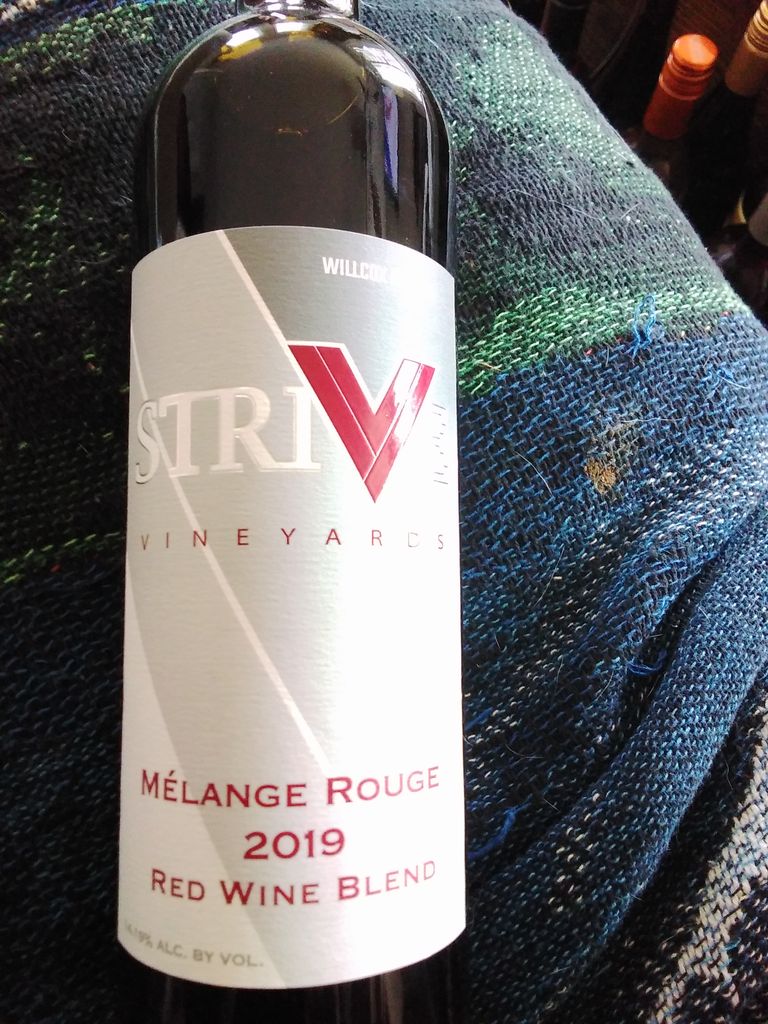 WILLCOX
STRIVE
VINEYARDS
MÉLANGE ROUGE
2019
RED WINE BLEND
ALC. BY VOL.